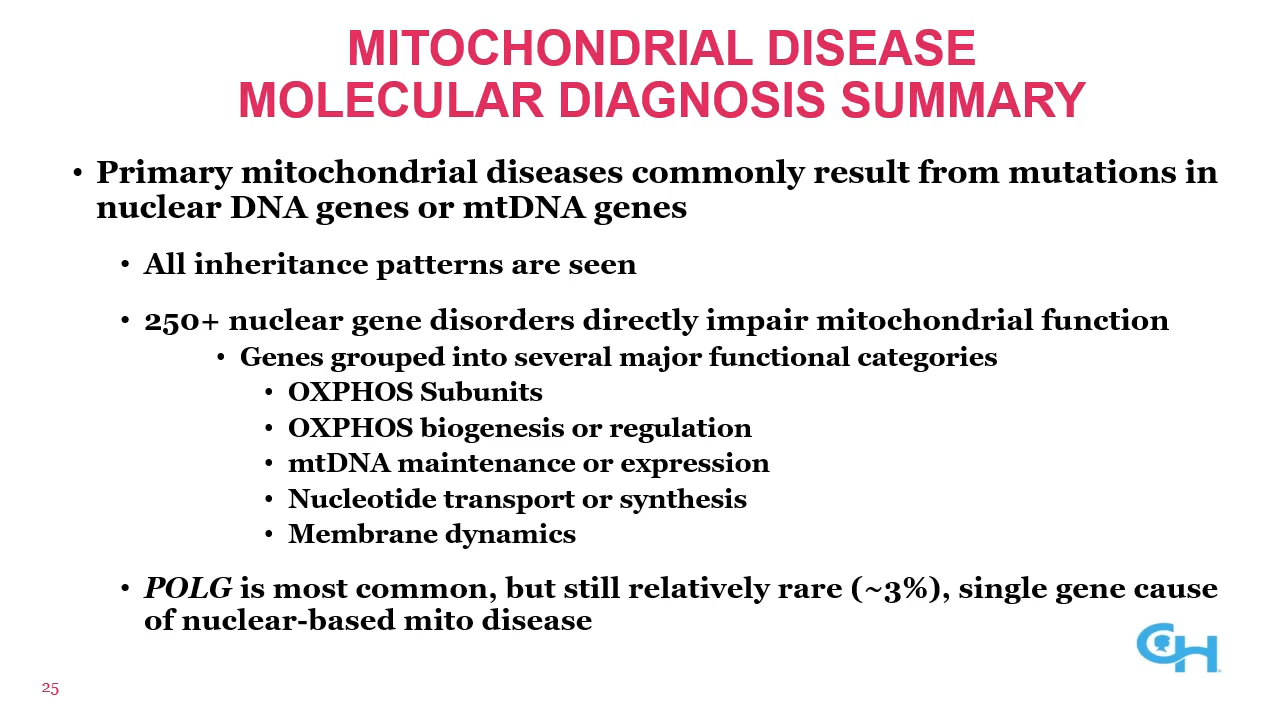 MITOCHONDRIAL DISEASE
MOLECULAR DIAGNOSIS SUMMARY
• Primary mitochondrial diseases commonly result from mutations in
nuclear DNA genes or mtDNA genes
• All inheritance patterns are seen
• 250+ nuclear gene disorders directly impair mitochondrial function
• Genes grouped into several major functional categories
• OXPHOS Subunits
• OXPHOS biogenesis or regulation
• mtDNA maintenance or expression
• Nucleotide transport or synthesis
• Membrane dynamics
• POLG is most common, but still relatively rare (~3%), single gene cause
of nuclear-based mito disease
CH
25